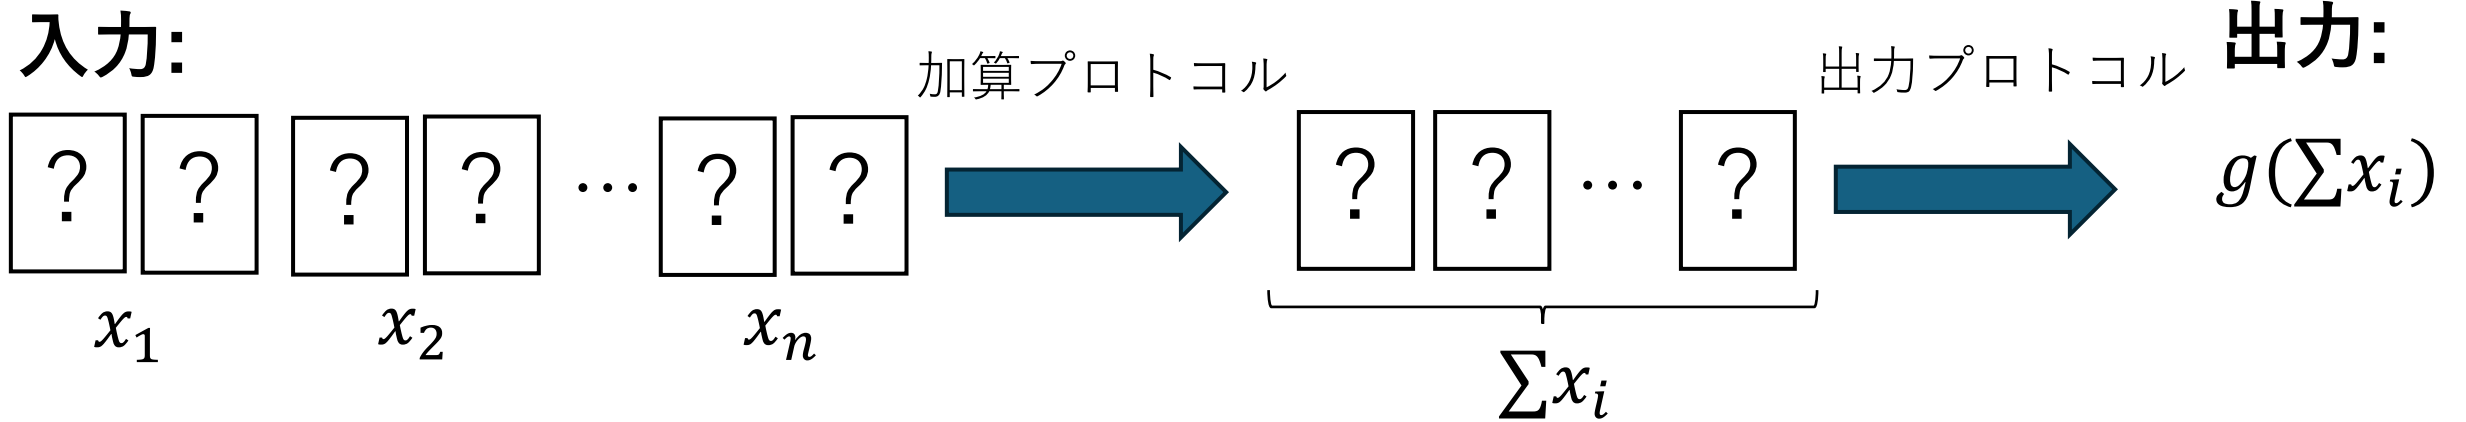 入力:
加算プロトコル
出力プロトコル
出力:
? ? ? ? … ? ?
? ? … ?
g(∑xᵢ)
x₁ x₂ xₙ
∑xᵢ